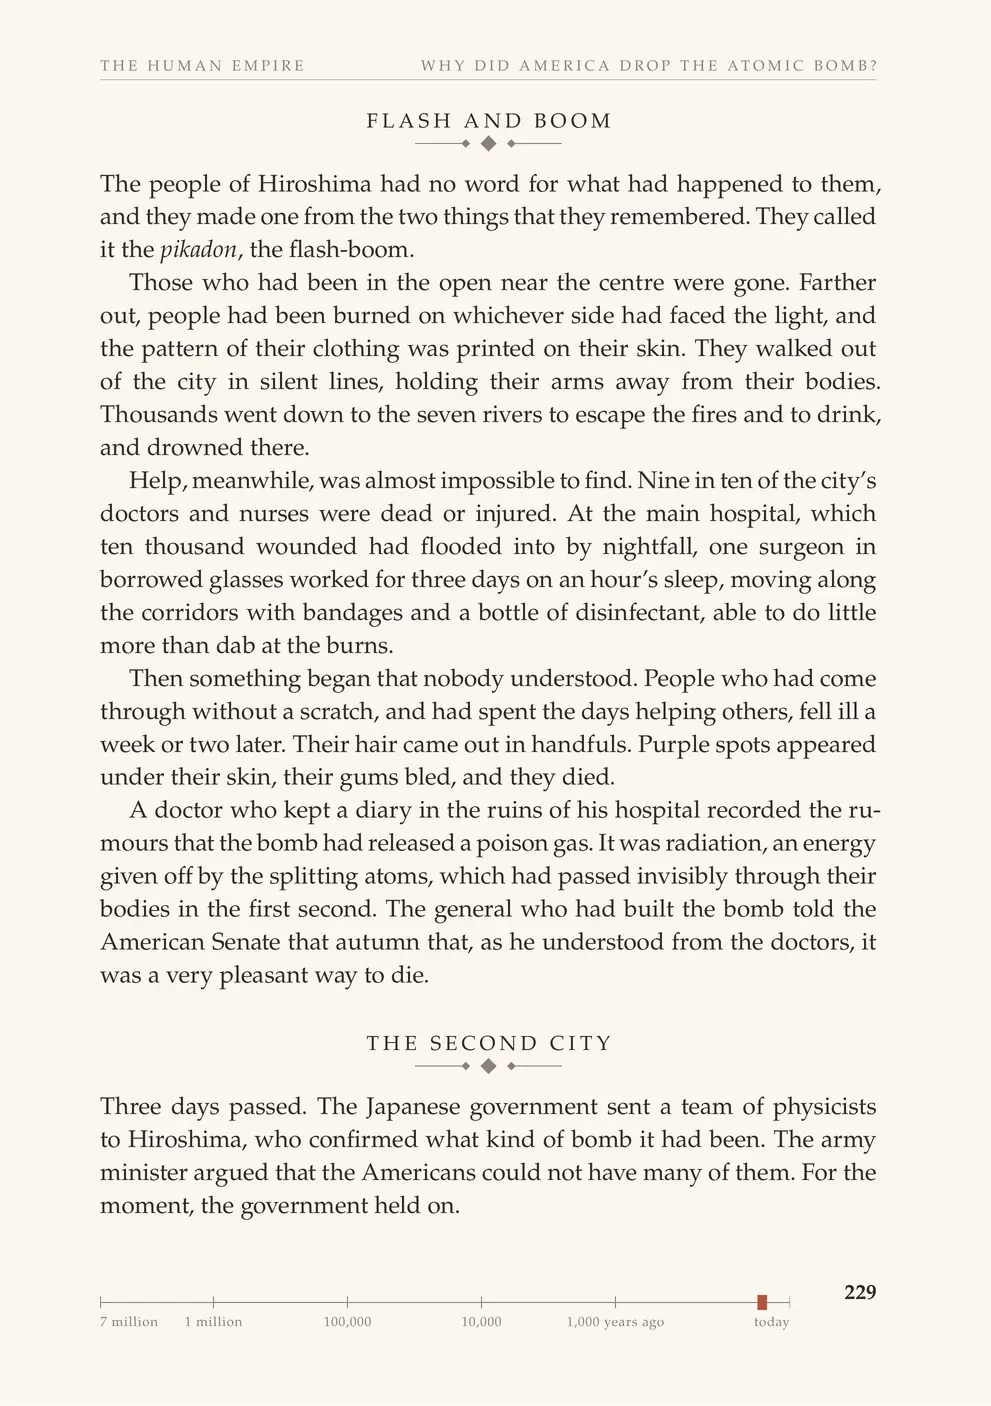 THE HUMAN EMPIRE
WHY DID AMERICA DROP THE ATOMIC BOMB?
FLASH AND BOOM
The people of Hiroshima had no word for what had happened to them,
and they made one from the two things that they remembered. They called
it the pikadon, the flash-boom.
Those who had been in the open near the centre were gone. Farther
out, people had been burned on whichever side had faced the light, and
the pattern of their clothing was printed on their skin. They walked out
of the city in silent lines, holding their arms away from their bodies.
Thousands went down to the seven rivers to escape the fires and to drink,
and drowned there.
Help, meanwhile, was almost impossible to find. Nine in ten of the city’s
doctors and nurses were dead or injured. At the main hospital, which
ten thousand wounded had flooded into by nightfall, one surgeon in
borrowed glasses worked for three days on an hour’s sleep, moving along
the corridors with bandages and a bottle of disinfectant, able to do little
more than dab at the burns.
Then something began that nobody understood. People who had come
through without a scratch, and had spent the days helping others, fell ill a
week or two later. Their hair came out in handfuls. Purple spots appeared
under their skin, their gums bled, and they died.
A doctor who kept a diary in the ruins of his hospital recorded the ru-
mours that the bomb had released a poison gas. It was radiation, an energy
given off by the splitting atoms, which had passed invisibly through their
bodies in the first second. The general who had built the bomb told the
American Senate that autumn that, as he understood from the doctors, it
was a very pleasant way to die.
THE SECOND CITY
Three days passed. The Japanese government sent a team of physicists
to Hiroshima, who confirmed what kind of bomb it had been. The army
minister argued that the Americans could not have many of them. For the
moment, the government held on.
229
7 million 1 million 100,000 10,000 1,000 years ago today